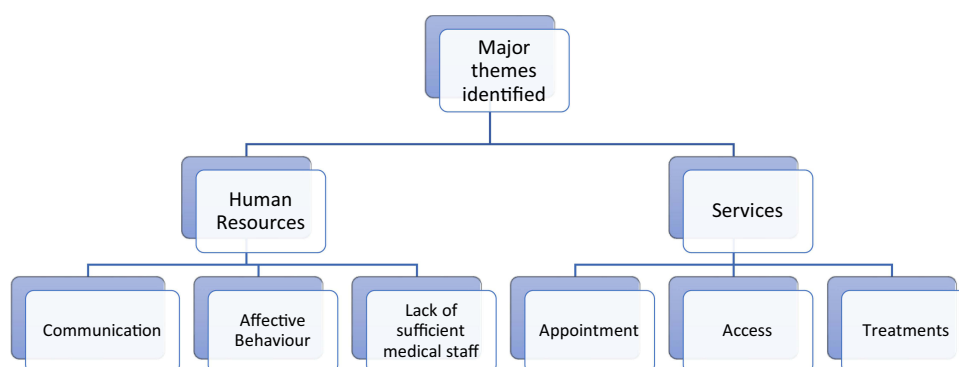 Major
themes
identified
Human
Resources
Services
Communication
Affective
Behaviour
Lack of
sufficient
medical staff
Appointment
Access
Treatments